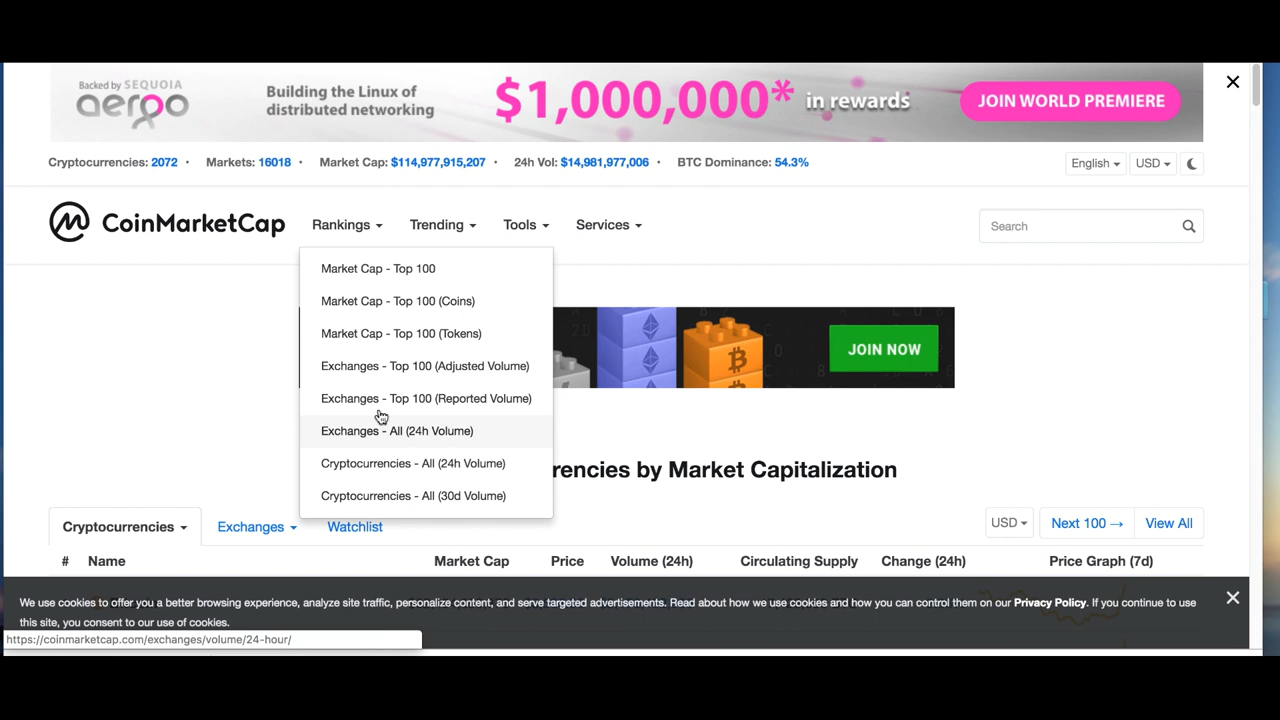 Backed by SEQUOIA
aergo
Building the Linux of
distributed networking
$1,000,000* in rewards
JOIN WORLD PREMIERE
Cryptocurrencies: 2072 • Markets: 16018 • Market Cap: $114,977,915,207 • 24h Vol: $14,981,977,006 • BTC Dominance: 54.3%
English
USD
CoinMarketCap
Rankings
Trending
Tools
Services
Search
Market Cap - Top 100
Market Cap - Top 100 (Coins)
Market Cap - Top 100 (Tokens)
Exchanges - Top 100 (Adjusted Volume)
Exchanges - Top 100 (Reported Volume)
Exchanges - All (24h Volume)
Cryptocurrencies - All (24h Volume)
Cryptocurrencies - All (30d Volume)
JOIN NOW
rencies by Market Capitalization
Cryptocurrencies
Exchanges
Watchlist
USD
Next 100 →
View All
# Name Market Cap Price Volume (24h) Circulating Supply Change (24h) Price Graph (7d)
We use cookies to offer you a better browsing experience, analyze site traffic, personalize content, and serve targeted advertisements. Read about how we use cookies and how you can control them on our Privacy Policy. If you continue to
this site, you consent to our use of cookies.
https://coinmarketcap.com/exchanges/volume/24-hour/